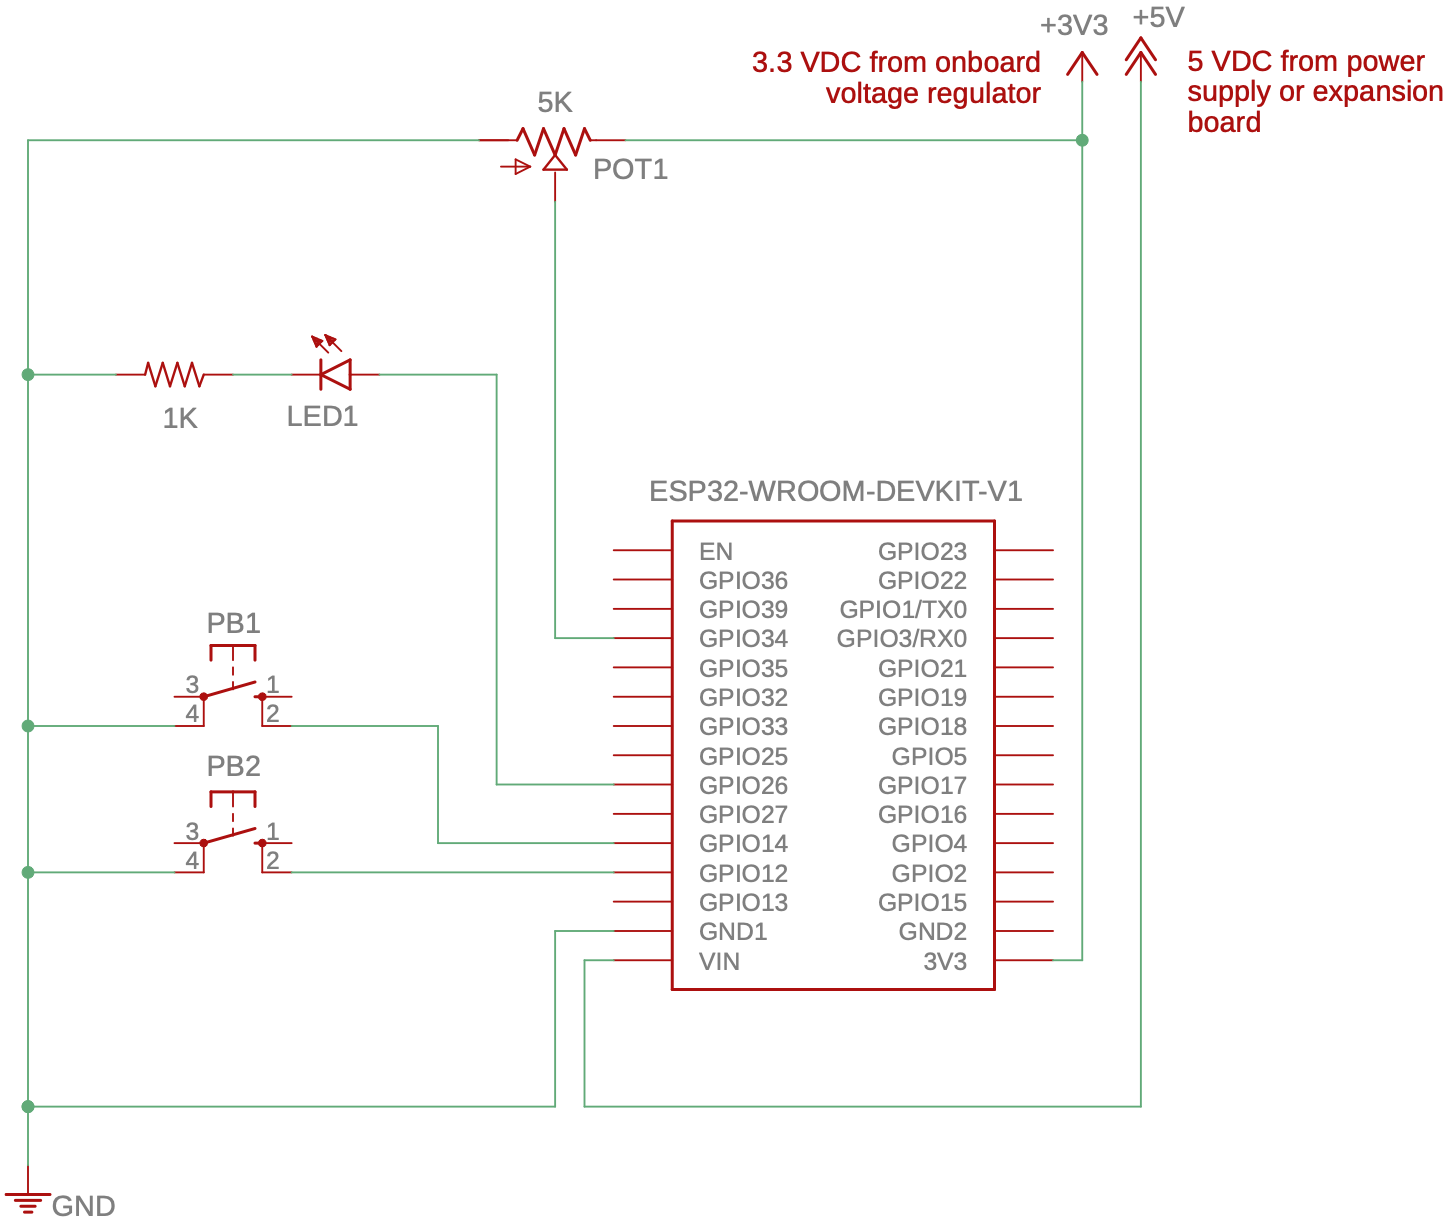 +3V3
+5V
3.3 VDC from onboard
voltage regulator
5 VDC from power
supply or expansion
board
5K
POT1
1K
LED1
ESP32-WROOM-DEVKIT-V1
EN GPIO23
GPIO36 GPIO22
GPIO39 GPIO1/TX0
GPIO34 GPIO3/RX0
GPIO35 GPIO21
GPIO32 GPIO19
GPIO33 GPIO18
GPIO25 GPIO5
GPIO26 GPIO17
GPIO27 GPIO16
GPIO14 GPIO4
GPIO12 GPIO2
GPIO13 GPIO15
GND1 GND2
VIN 3V3
PB1
3 1
4 2
PB2
3 1
4 2
GND